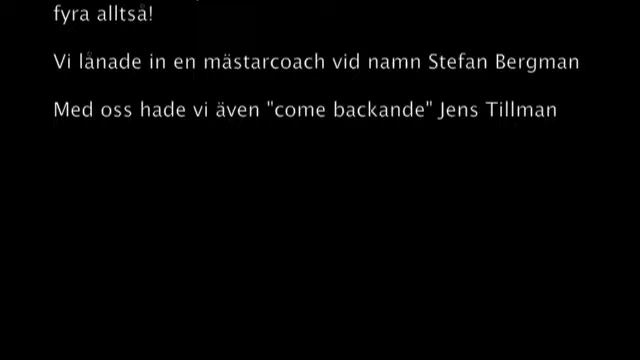 fyra alltså!
Vi lånade in en mästarcoach vid namn Stefan Bergman
Med oss hade vi även "come backande" Jens Tillman